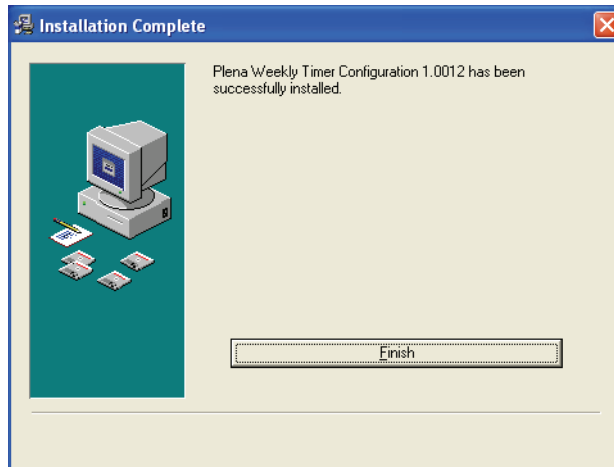 Installation Complete
Plena Weekly Timer Configuration 1.0012 has been
successfully installed.
Finish